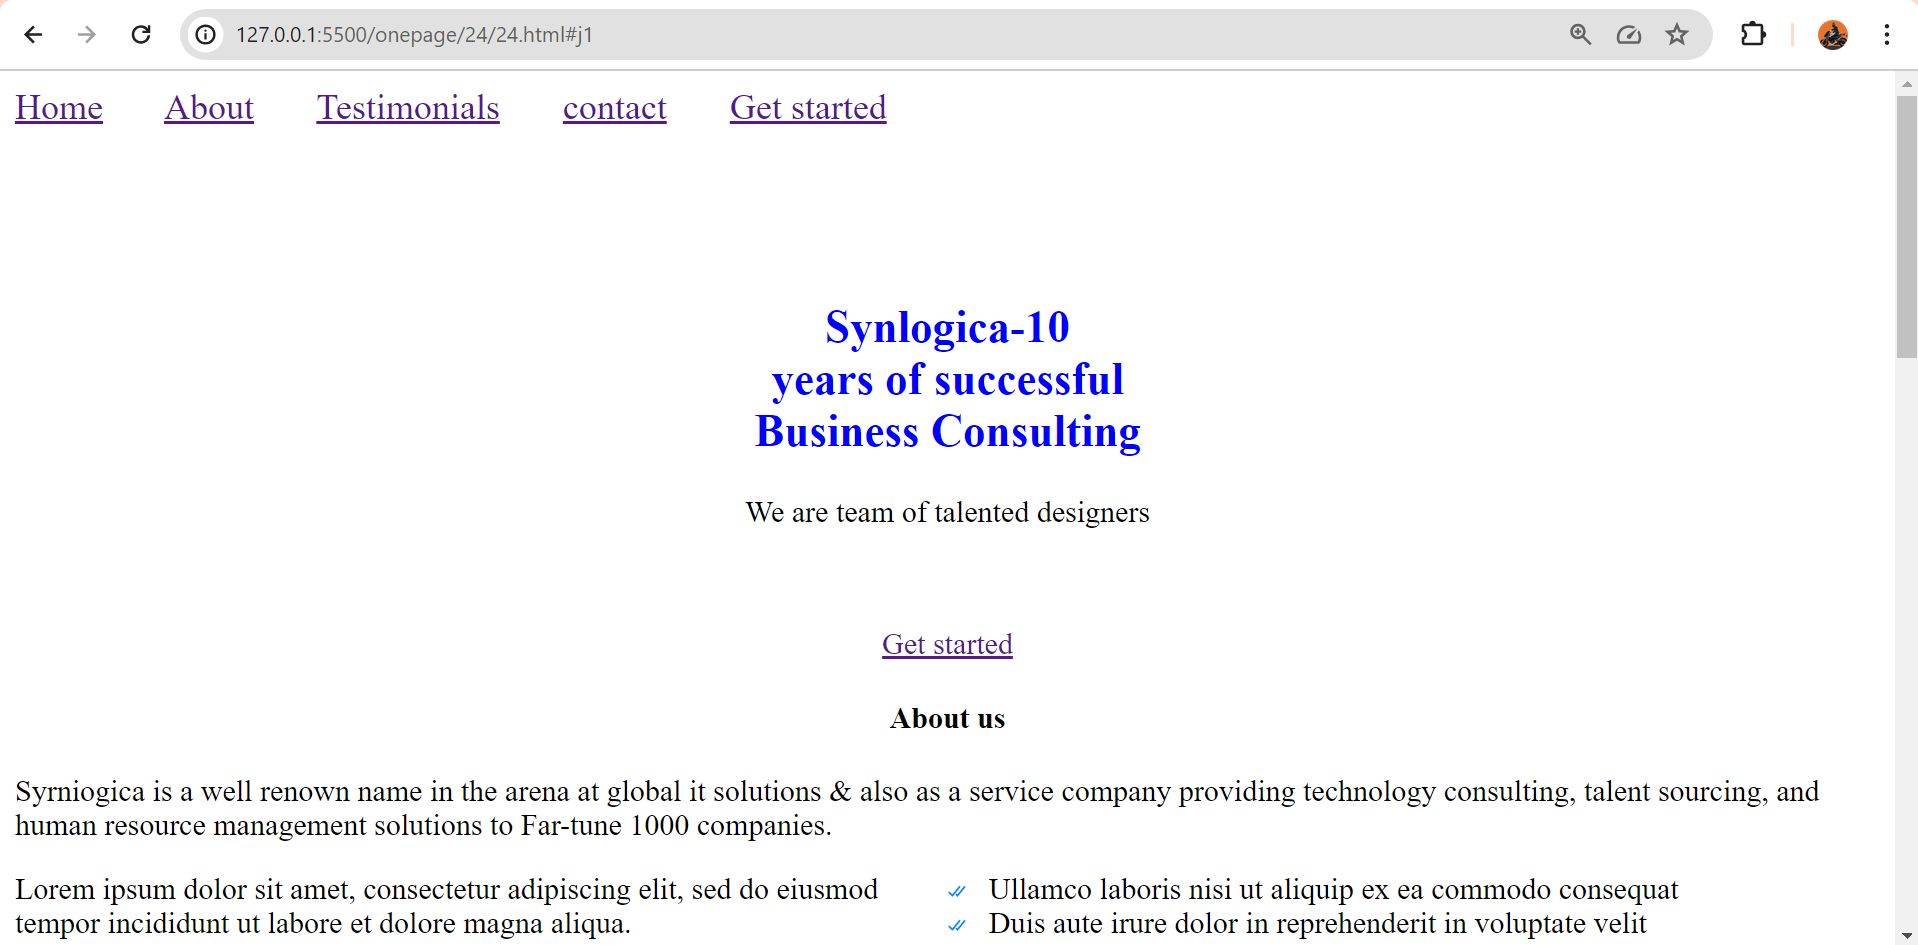 127.0.0.1:5500/onepage/24/24.html#j1
Home About Testimonials contact Get started
Synlogica-10
years of successful
Business Consulting
We are team of talented designers
Get started
About us
Syrniogica is a well renown name in the arena at global it solutions & also as a service company providing technology consulting, talent sourcing, and
human resource management solutions to Far-tune 1000 companies.
Lorem ipsum dolor sit amet, consectetur adipiscing elit, sed do eiusmod
tempor incididunt ut labore et dolore magna aliqua.
Ullamco laboris nisi ut aliquip ex ea commodo consequat
Duis aute irure dolor in reprehenderit in voluptate velit